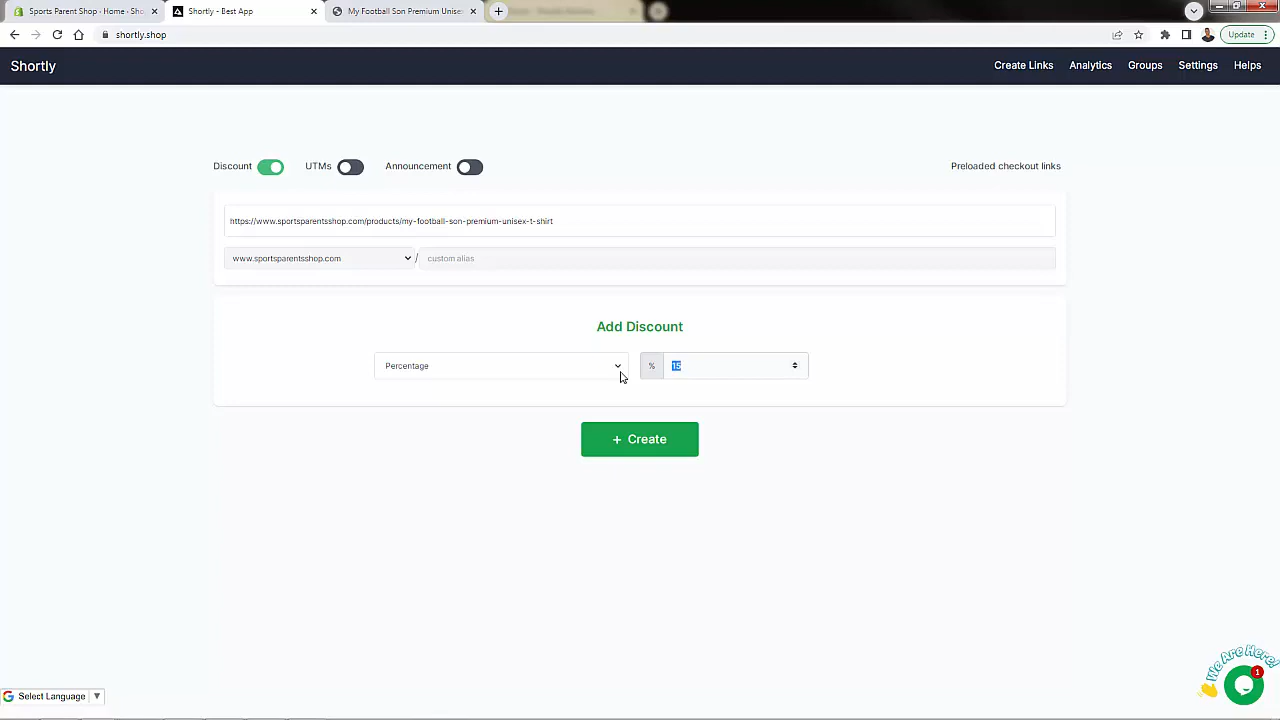 Sports Parent Shop - Home - Sho
Shortly - Best App
My Football Son Premium Unisex
shortly.shop
Update
Shortly
Create Links
Analytics
Groups
Settings
Helps
Discount
UTMs
Announcement
Preloaded checkout links
https://www.sportsparentsshop.com/products/my-football-son-premium-unisex-t-shirt
www.sportsparentsshop.com
/
custom alias
Add Discount
Percentage
%
15
+ Create
We Are Here!
1
Select Language